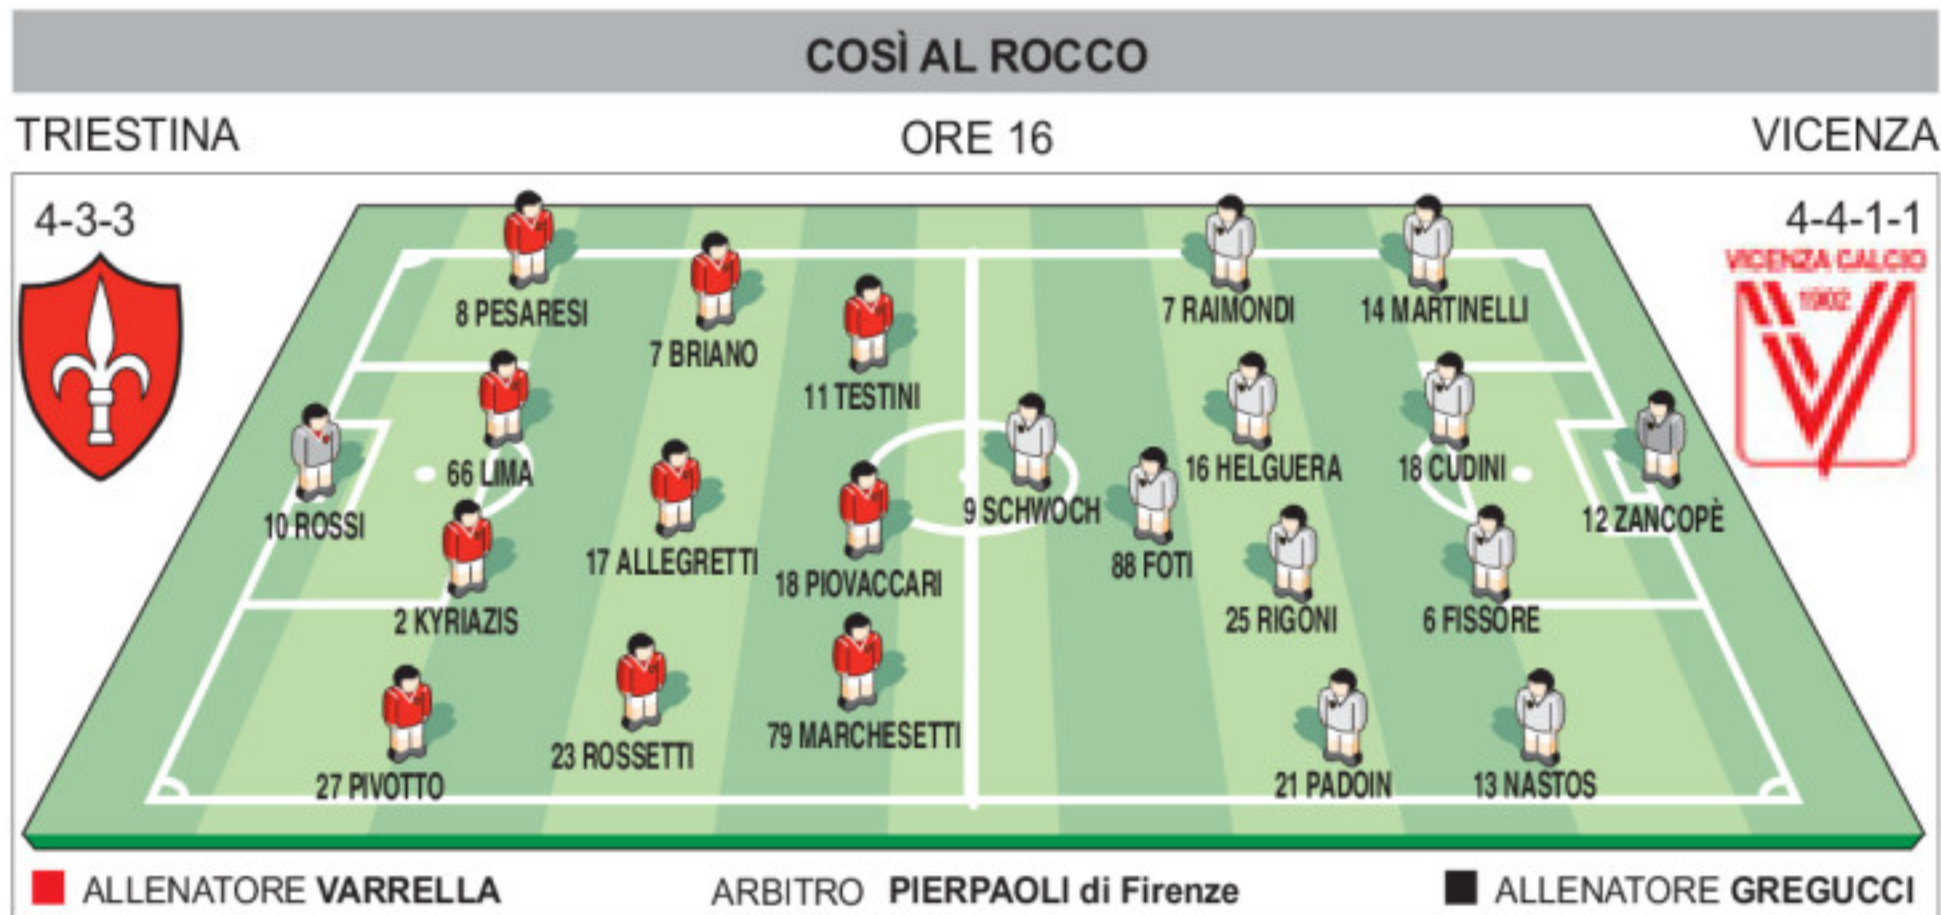 COSÌ AL ROCCO
TRIESTINA
ORE 16
VICENZA
4-3-3
4-4-1-1
VICENZA CALCIO
1902
8 PESARESI
7 BRIANO
11 TESTINI
66 LIMA
10 ROSSI
17 ALLEGRETTI
18 PIOVACCARI
2 KYRIAZIS
27 PIVOTTO
23 ROSSETTI
79 MARCHESETTI
7 RAIMONDI
14 MARTINELLI
16 HELGUERA
18 CUDINI
9 SCHWOCH
88 FOTI
12 ZANCOPÈ
25 RIGONI
6 FISSORE
21 PADOIN
13 NASTOS
ALLENATORE VARRELLA
ARBITRO PIERPAOLI di Firenze
ALLENATORE GREGUCCI